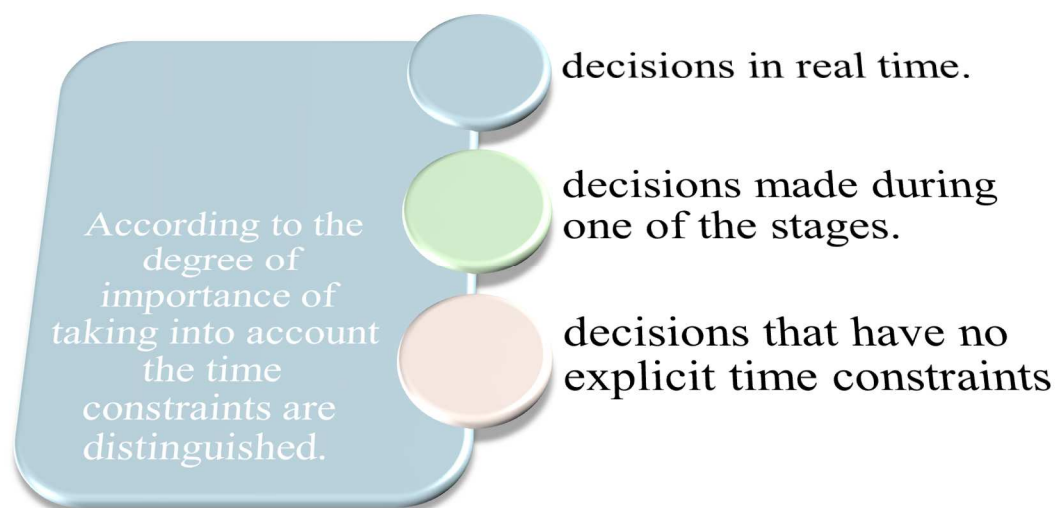 According to the
degree of
importance of
taking into account
the time
constraints are
distinguished.
decisions in real time.
decisions made during
one of the stages.
decisions that have no
explicit time constraints